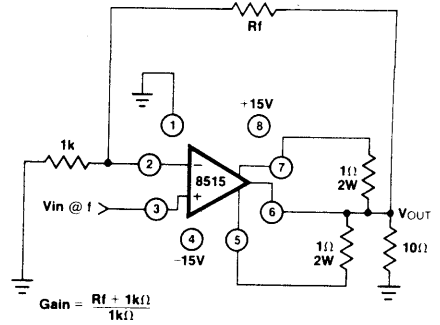 Rf
+15V
1
8
1k
7
2
8515
1Ω
2W
Vin @ f
3
6
VOUT
4
5
1Ω
2W
10Ω
−15V
Gain = Rf + 1kΩ
1kΩ